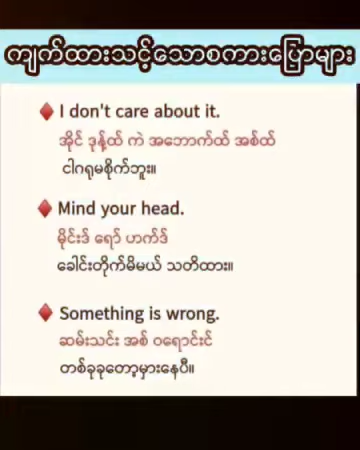 ကျက်ထားသင့်သောစကားပြောများ
I don't care about it.
အိုင် ဒုန့်ထ် ကဲ အဘောက်ထ် အစ်ထ်
ငါဂရုမစိုက်ဘူး။
Mind your head.
မိုင်းဒ် ရော် ဟက်ဒ်
ခေါင်းတိုက်မိမယ် သတိထား။
Something is wrong.
ဆမ်းသင်း အစ် ဝရောင်းင်
တစ်ခုခုတော့မှားနေပီ။